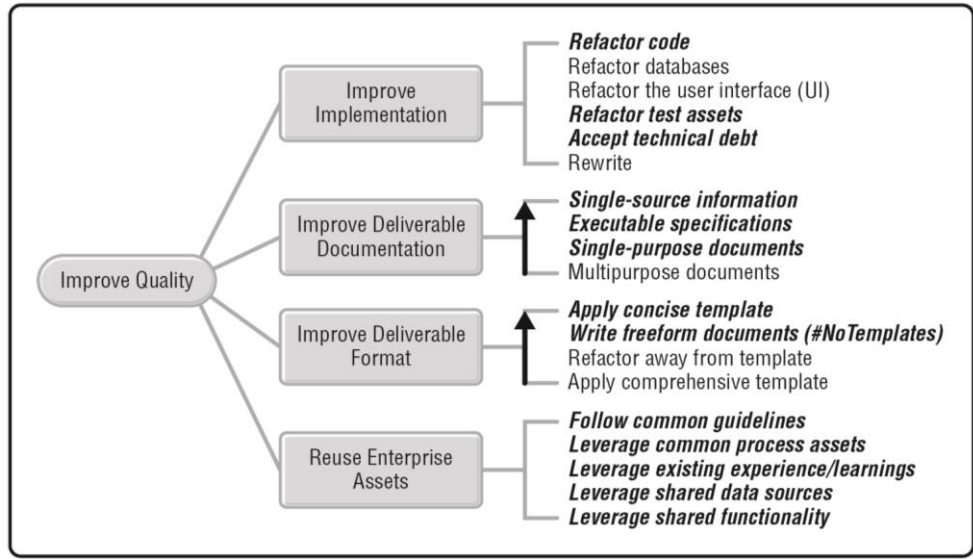 Improve Quality
Improve
Implementation
Refactor code
Refactor databases
Refactor the user interface (UI)
Refactor test assets
Accept technical debt
Rewrite
Improve Deliverable
Documentation
Single-source information
Executable specifications
Single-purpose documents
Multipurpose documents
Improve Deliverable
Format
Apply concise template
Write freeform documents (#NoTemplates)
Refactor away from template
Apply comprehensive template
Reuse Enterprise
Assets
Follow common guidelines
Leverage common process assets
Leverage existing experience/learnings
Leverage shared data sources
Leverage shared functionality